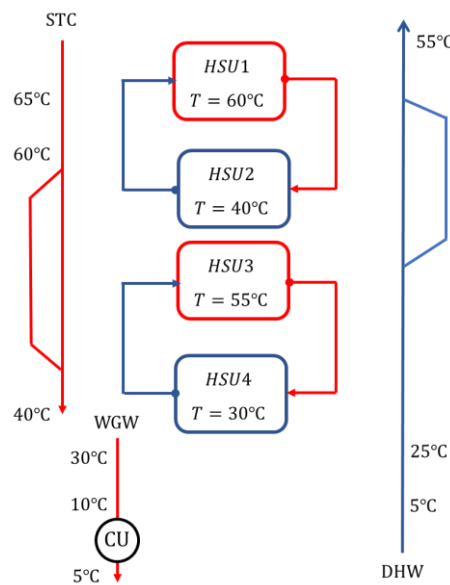 STC
55℃
HSU1
T = 60℃
65℃
60℃
HSU2
T = 40℃
HSU3
T = 55℃
HSU4
T = 30℃
40℃
WGW
30℃
25℃
10℃
5℃
CU
5℃
DHW